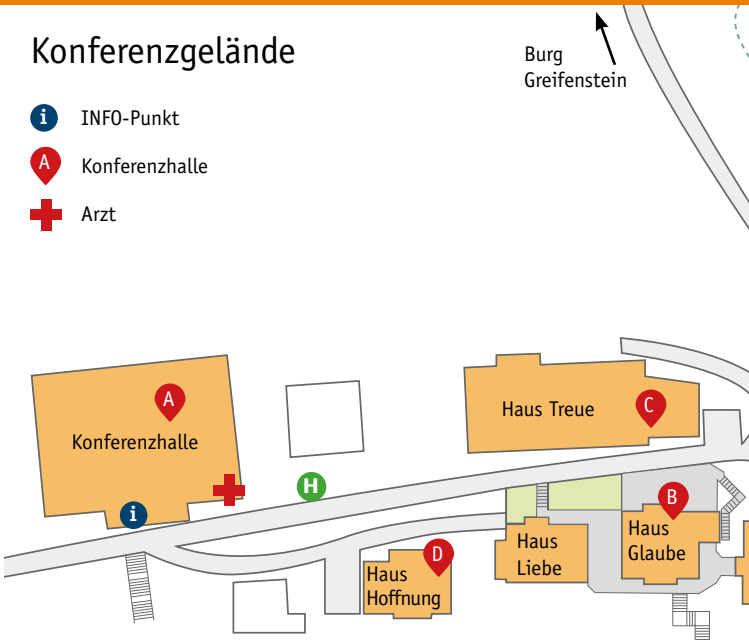 Konferenzgelände
Burg
Greifenstein
i INFO-Punkt
A Konferenzhalle
Arzt
A
Konferenzhalle
Haus Treue
C
H
i
B
Haus
Glaube
Haus
Liebe
D
Haus
Hoffnung